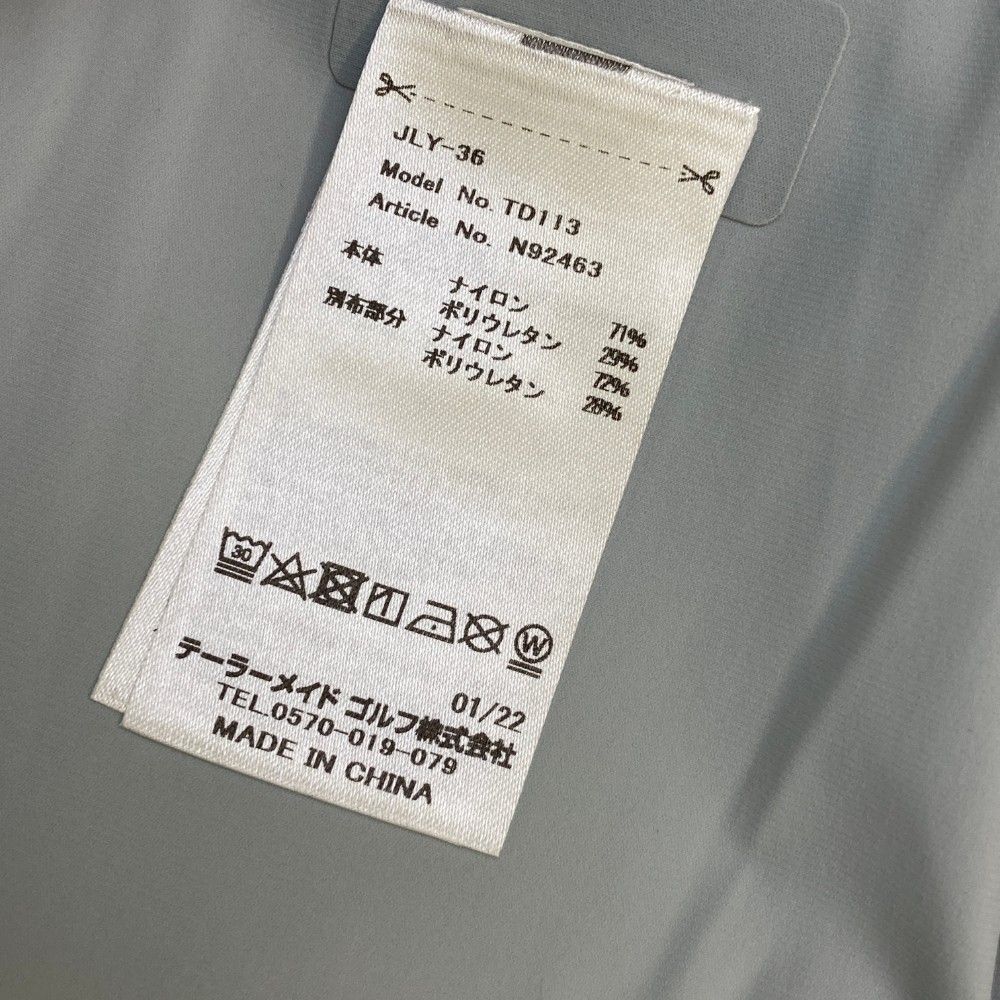 JLY-36
Model No. TD113
Article No. N92463
本体 ナイロン 71%
ポリウレタン 29%
別布部分 ナイロン 72%
ポリウレタン 28%
30
W
01/22
テーラーメイド ゴルフ株式会社
TEL.0570-019-079
MADE IN CHINA